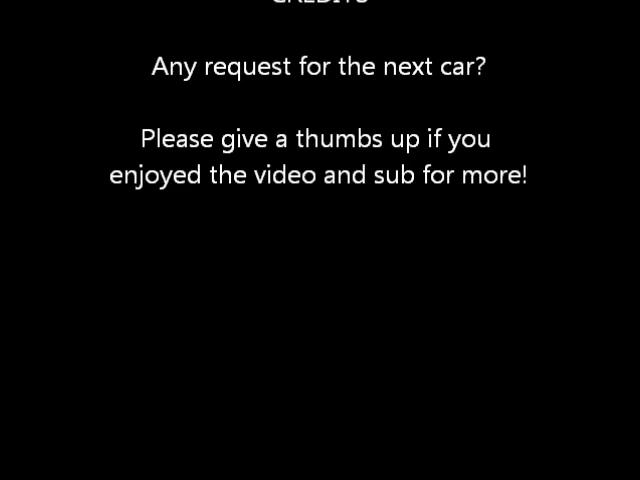 CREDITS
Any request for the next car?
Please give a thumbs up if you
enjoyed the video and sub for more!